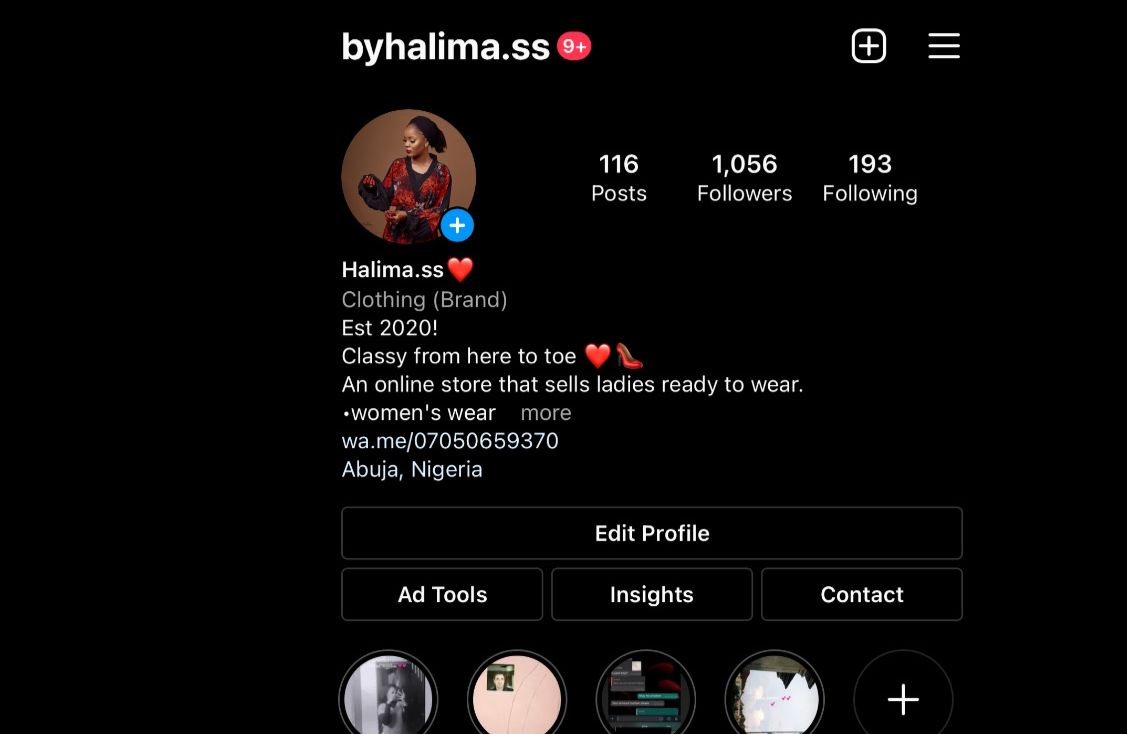 byhalima.ss 9+
116 1,056 193
Posts Followers Following
Halima.ss❤️
Clothing (Brand)
Est 2020!
Classy from here to toe ❤️👠
An online store that sells ladies ready to wear.
•women's wear more
wa.me/07050659370
Abuja, Nigeria
Edit Profile
Ad Tools Insights Contact